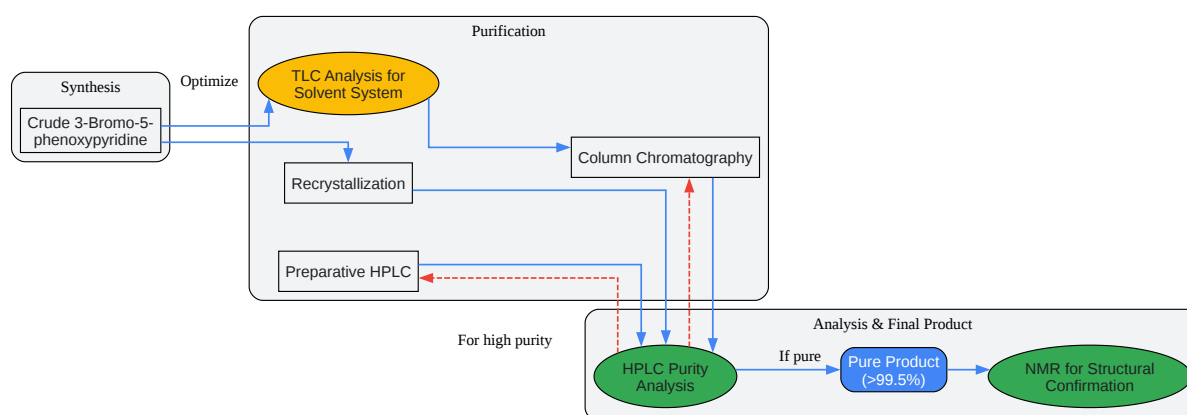 Purification
Synthesis
Optimize
TLC Analysis for
Solvent System
Crude 3-Bromo-5-
phenoxypyridine
Column Chromatography
Recrystallization
Preparative HPLC
For high purity
Analysis & Final Product
HPLC Purity
Analysis
If pure
Pure Product
(>99.5%)
NMR for Structural
Confirmation